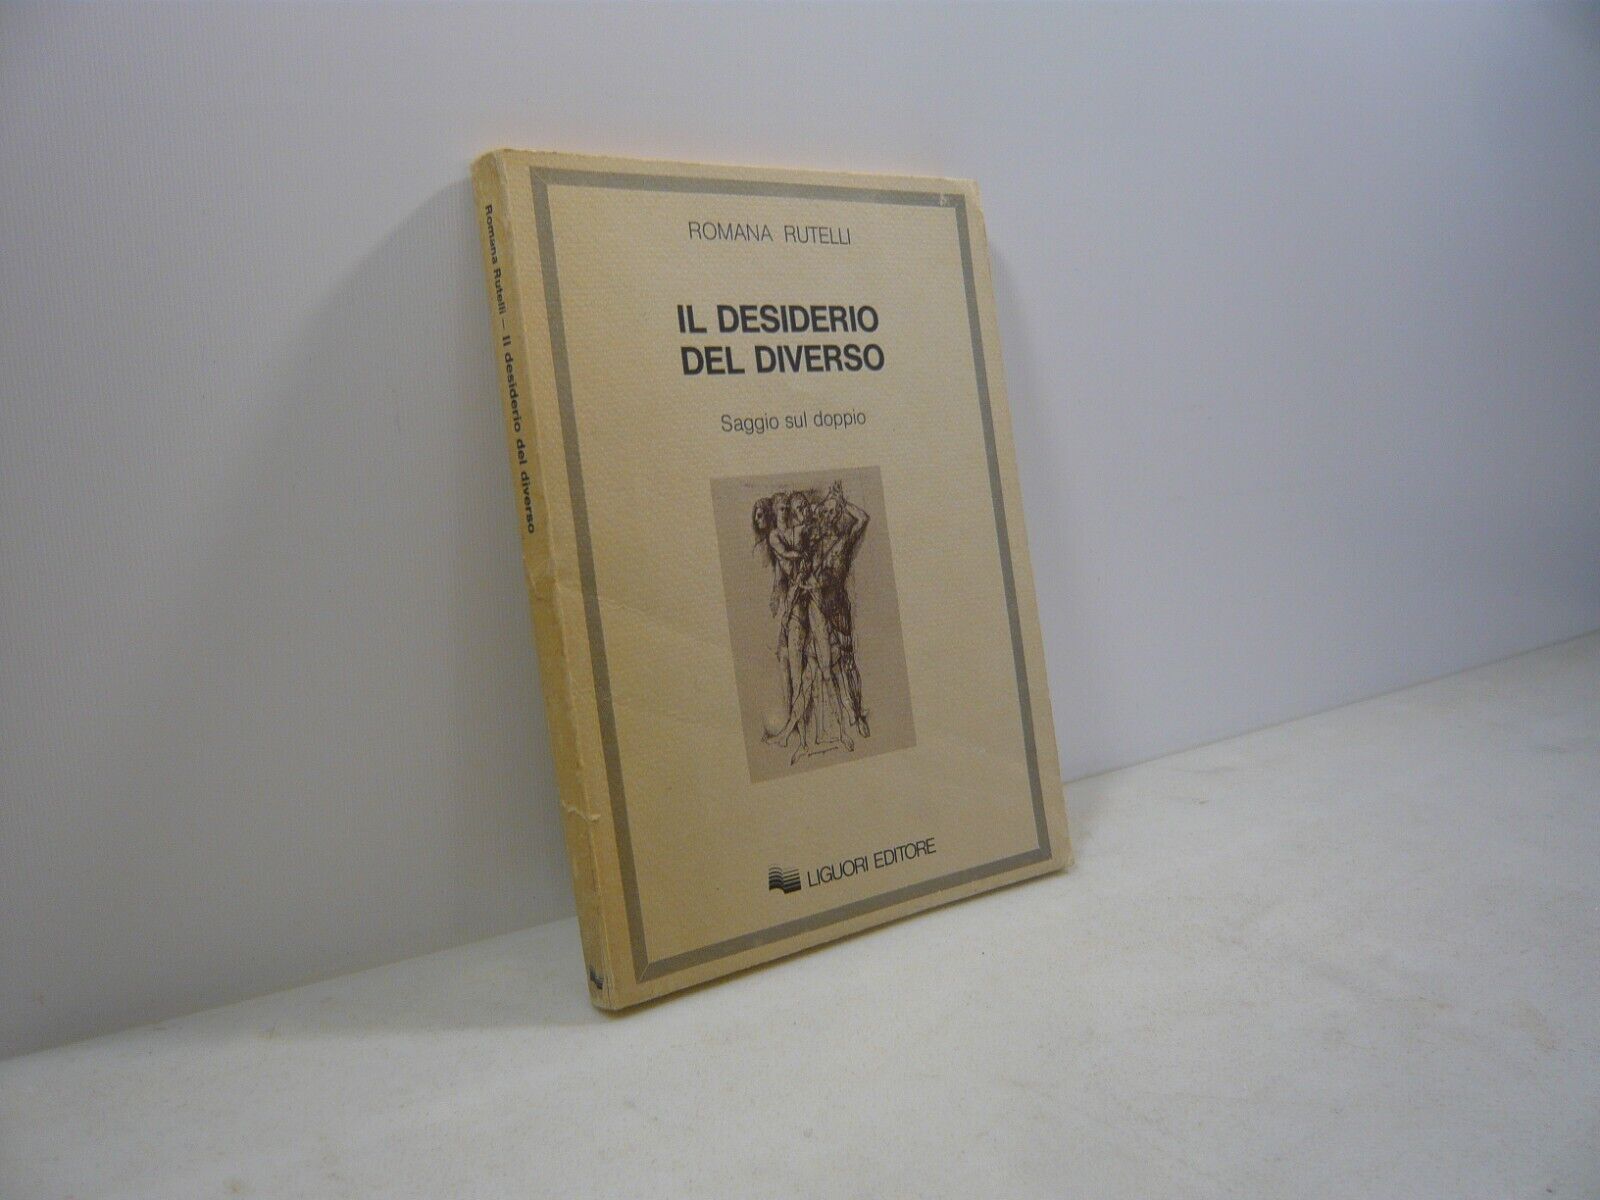 Romana Rutelli – Il desiderio del diverso
ROMANA RUTELLI
IL DESIDERIO
DEL DIVERSO
Saggio sul doppio
LIGUORI EDITORE